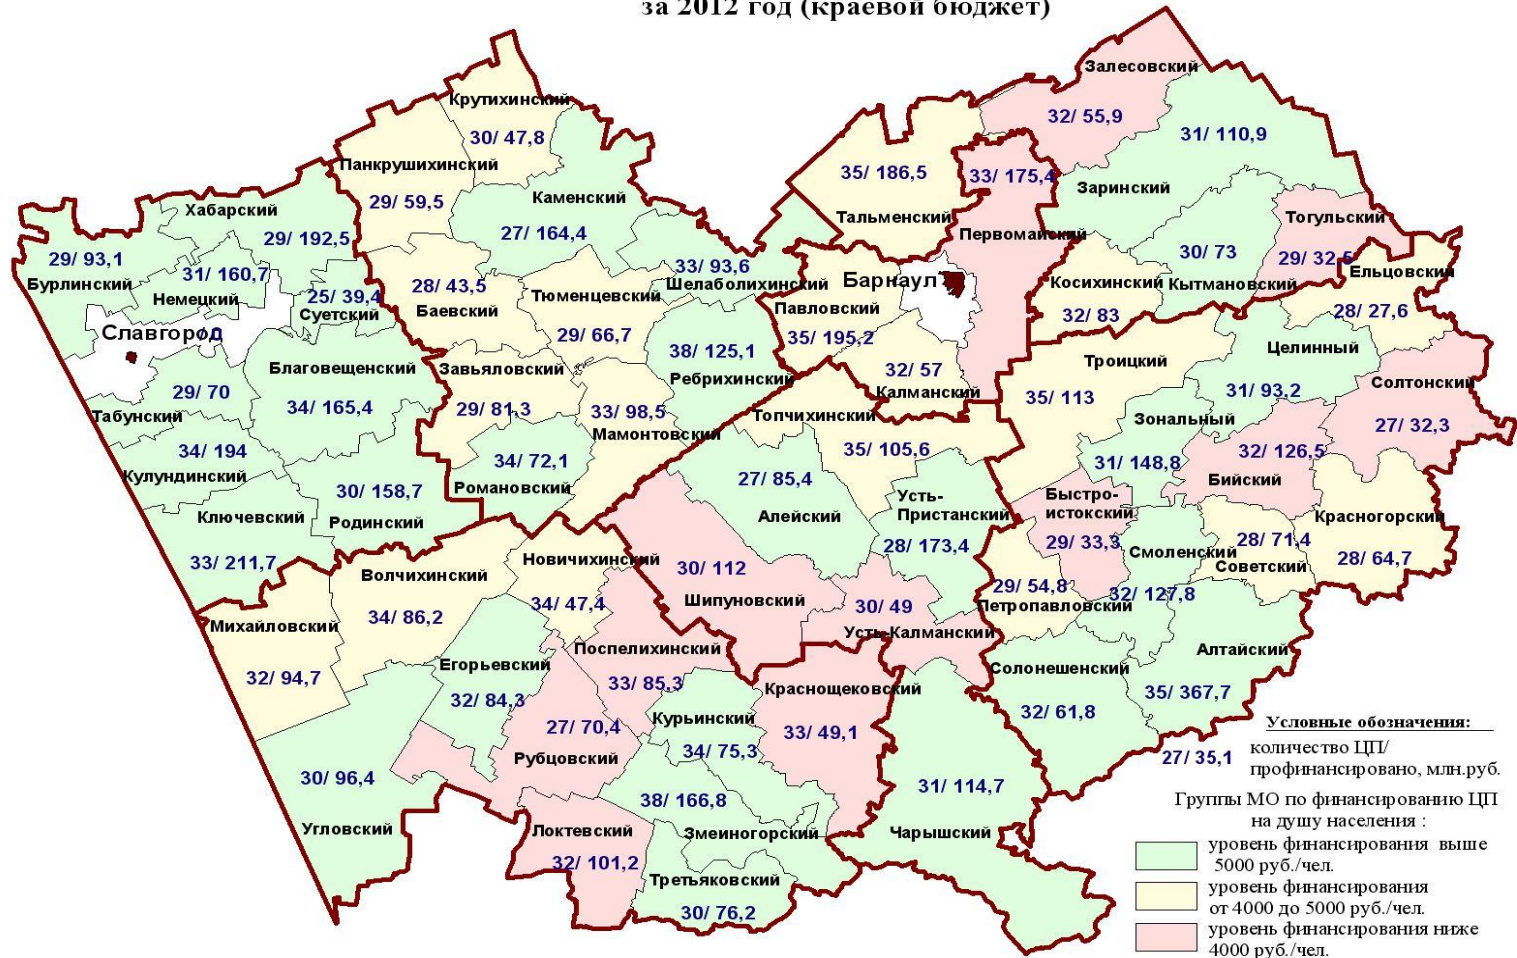 за 2012 год (краевой бюджет)
Залесовский
32/ 55,9
Крутихинский
30/ 47,8
31/ 110,9
Панкрушихинский
29/ 59,5
35/ 186,5
33/ 175,4
Заринский
Каменский
27/ 164,4
Тальменский
Тогульский
29/ 32,5
Хабарский
29/ 192,5
Первомайский
30/ 73
Кытмановский
29/ 93,1
Бурлинский
31/ 160,7
Немецкий
25/ 39,4
Суетский
28/ 43,5
Баевский
Тюменцевский
29/ 66,7
33/ 93,6
Шелаболихинский
Барнаул
Павловский
35/ 195,2
Косихинский
32/ 83
Ельцовский
28/ 27,6
Славгород
Целинный
31/ 93,2
Троицкий
35/ 113
38/ 125,1
Ребрихинский
32/ 57
Калманский
Благовещенский
34/ 165,4
Завьяловский
29/ 81,3
29/ 70
Табунский
Солтонский
27/ 32,3
33/ 98,5
Мамонтовский
Топчихинский
35/ 105,6
Зональный
31/ 148,8
34/ 194
Кулундинский
34/ 72,1
Романовский
32/ 126,5
Бийский
27/ 85,4
Алейский
30/ 158,7
Родинский
Усть-
Пристанский
28/ 173,4
Быстро-
истокский
29/ 33,3
Ключевский
33/ 211,7
Красногорский
28/ 64,7
Смоленский
32/ 127,8
28/ 71,4
Советский
Волчихинский
34/ 86,2
Новичихинский
34/ 47,4
30/ 112
Шипуновский
29/ 54,8
Петропавловский
30/ 49
Усть-Калманский
Михайловский
32/ 94,7
Поспелихинский
33/ 85,3
Алтайский
35/ 367,7
Егорьевский
32/ 84,3
Солонешенский
32/ 61,8
Краснощековский
33/ 49,1
Курьинский
34/ 75,3
27/ 70,4
Рубцовский
30/ 96,4
Угловский
31/ 114,7
Чарышский
38/ 166,8
Змеиногорский
Локтевский
32/ 101,2
Третьяковский
30/ 76,2
Условные обозначения:
27/ 35,1
количество ЦП/
профинансировано, млн.руб.
Группы МО по финансированию ЦП
на душу населения :
уровень финансирования выше
5000 руб./чел.
уровень финансирования
от 4000 до 5000 руб./чел.
уровень финансирования ниже
4000 руб./чел.